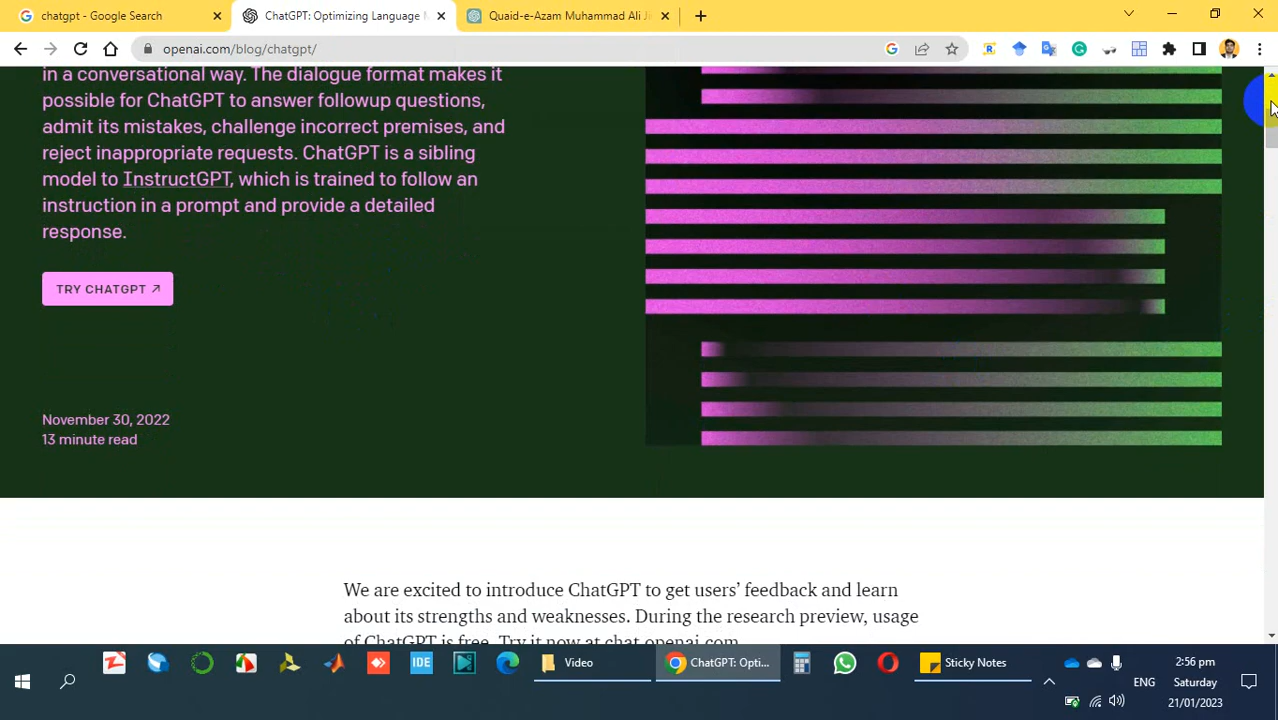 chatgpt - Google Search
ChatGPT: Optimizing Language
Quaid-e-Azam Muhammad Ali
openai.com/blog/chatgpt/
in a conversational way. The dialogue format makes it
possible for ChatGPT to answer followup questions,
admit its mistakes, challenge incorrect premises, and
reject inappropriate requests. ChatGPT is a sibling
model to InstructGPT, which is trained to follow an
instruction in a prompt and provide a detailed
response.
TRY CHATGPT ↗
November 30, 2022
13 minute read
We are excited to introduce ChatGPT to get users’ feedback and learn
about its strengths and weaknesses. During the research preview, usage
of ChatGPT is free. Try it now at chat.openai.com.
IDE
Video
ChatGPT: Opti...
Sticky Notes
ENG
2:56 pm
Saturday
21/01/2023